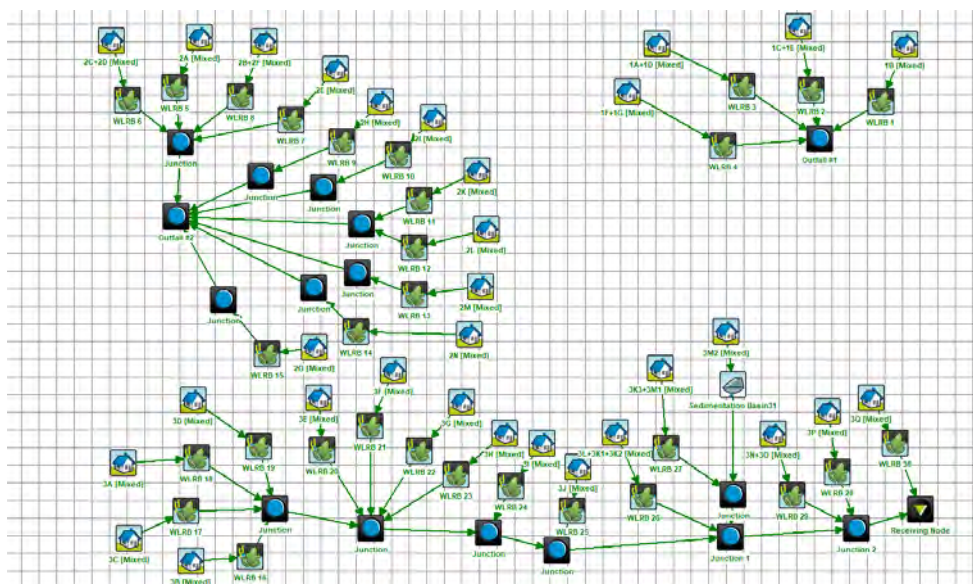 2C+2D [Mixed]
2A [Mixed]
2B+2F [Mixed]
2E [Mixed]
WLRB 6
WLRB 5
WLRB 8
WLRB 7
Junction
2H [Mixed]
2I [Mixed]
WLRB 9
WLRB 10
Junction
Junction
2K [Mixed]
WLRB 11
Outfall #2
Junction
2L [Mixed]
WLRB 12
Junction
WLRB 13
2M [Mixed]
Junction
Junction
WLRB 14
2N [Mixed]
WLRB 15
2G [Mixed]
1A+1D [Mixed]
1C+1E [Mixed]
1B [Mixed]
1F+1G [Mixed]
WLRB 3
WLRB 2
WLRB 1
WLRB 4
Outfall #1
3D [Mixed]
3E [Mixed]
3F [Mixed]
3G [Mixed]
3H [Mixed]
3A [Mixed]
WLRB 19
WLRB 18
WLRB 20
WLRB 21
WLRB 22
WLRB 23
WLRB 24
3J [Mixed]
WLRB 17
Junction
3C [Mixed]
WLRB 16
3B [Mixed]
Junction
Junction
WLRB 25
Junction
3M2 [Mixed]
3K3+3M1 [Mixed]
Sedimentation Basin31
3L+3K1+3K2 [Mixed]
WLRB 27
WLRB 26
Junction
Junction 1
3P [Mixed]
3Q [Mixed]
3N+3O [Mixed]
WLRB 29
WLRB 28
WLRB 30
Junction 2
Receiving Node